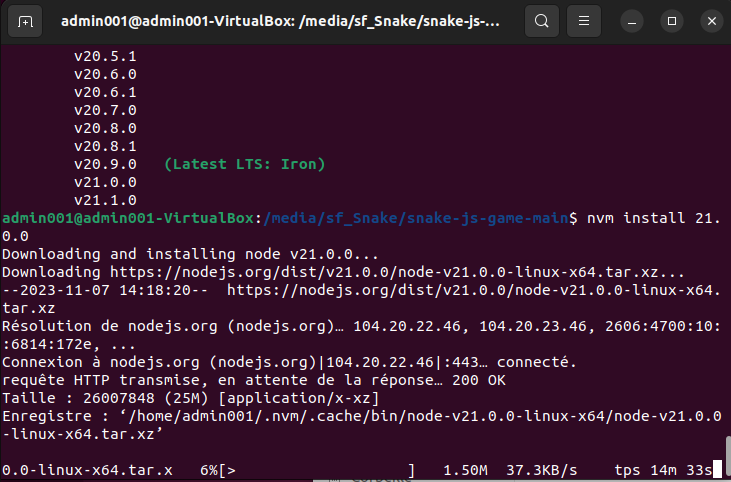 admin001@admin001-VirtualBox: /media/sf_Snake/snake-js-...
v20.5.1
v20.6.0
v20.6.1
v20.7.0
v20.8.0
v20.8.1
v20.9.0   (Latest LTS: Iron)
v21.0.0
v21.1.0
admin001@admin001-VirtualBox:/media/sf_Snake/snake-js-game-main$ nvm install 21.
0.0
Downloading and installing node v21.0.0...
Downloading https://nodejs.org/dist/v21.0.0/node-v21.0.0-linux-x64.tar.xz...
--2023-11-07 14:18:20--  https://nodejs.org/dist/v21.0.0/node-v21.0.0-linux-x64.
tar.xz
Résolution de nodejs.org (nodejs.org)… 104.20.22.46, 104.20.23.46, 2606:4700:10:
:6814:172e, ...
Connexion à nodejs.org (nodejs.org)|104.20.22.46|:443… connecté.
requête HTTP transmise, en attente de la réponse… 200 OK
Taille : 26007848 (25M) [application/x-xz]
Enregistre : ‘/home/admin001/.nvm/.cache/bin/node-v21.0.0-linux-x64/node-v21.0.0
-linux-x64.tar.xz’
0.0-linux-x64.tar.x   6%[>                    ]   1.50M  37.3KB/s    tps 14m 33s